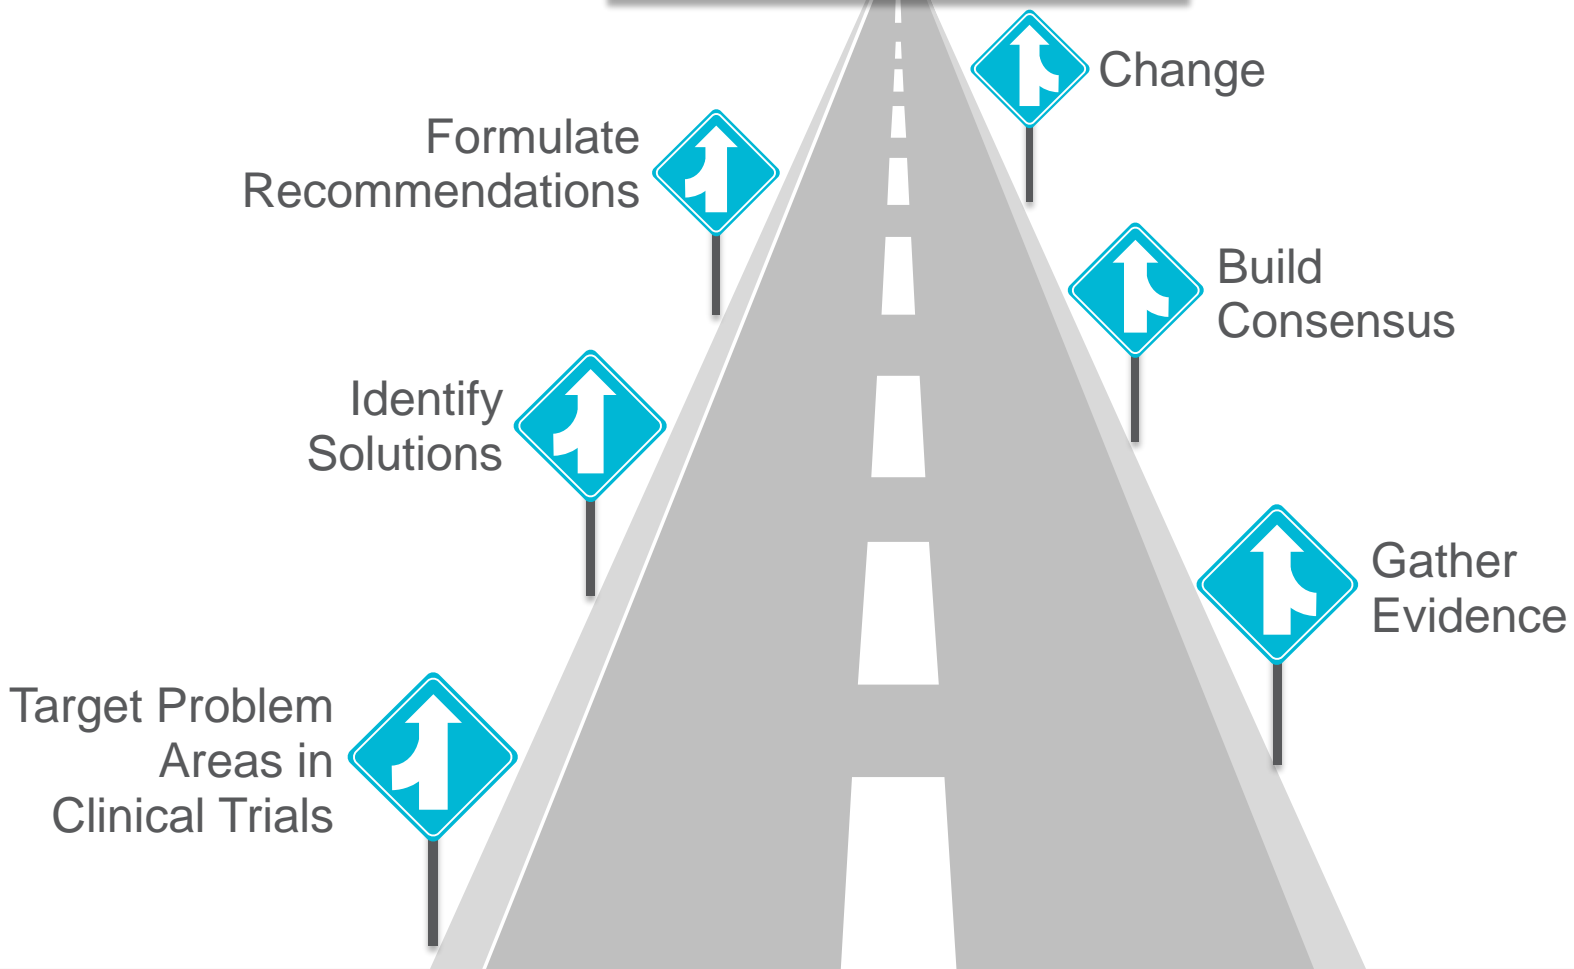 Change
Formulate
Recommendations
Build
Consensus
Identify
Solutions
Gather
Evidence
Target Problem
Areas in
Clinical Trials